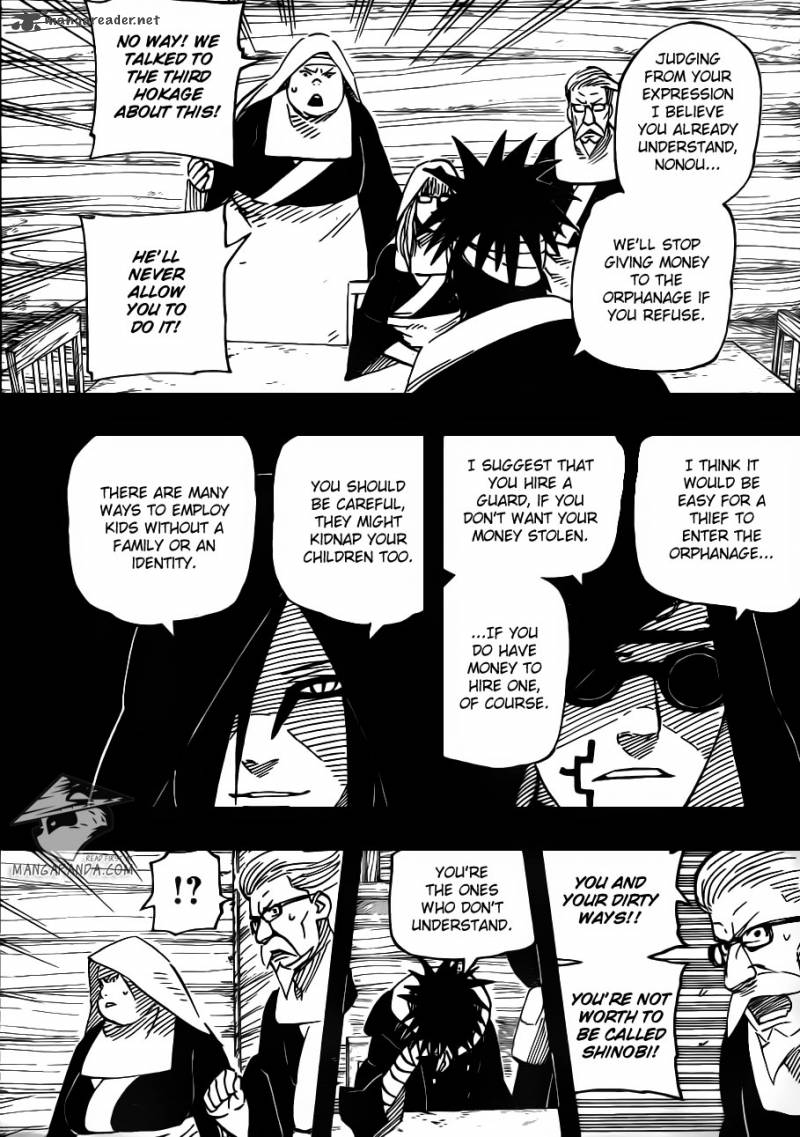 mangareader.net
JUDGING
FROM YOUR
EXPRESSION
I BELIEVE
YOU ALREADY
UNDERSTAND,
NONOU...
WE'LL STOP
GIVING MONEY
TO THE
ORPHANAGE IF
YOU REFUSE.
NO WAY! WE
TALKED
TO THE
THIRD
HOKAGE
ABOUT THIS!
HE'LL
NEVER
ALLOW
YOU TO
DO IT!
I THINK IT
WOULD BE
EASY FOR A
THIEF TO
ENTER THE
ORPHANAGE...
I SUGGEST THAT
YOU HIRE A
GUARD, IF YOU
DON'T WANT YOUR
MONEY STOLEN.
...IF YOU
DO HAVE
MONEY TO
HIRE ONE,
OF COURSE.
YOU SHOULD
BE CAREFUL,
THEY MIGHT
KIDNAP YOUR
CHILDREN TOO.
THERE ARE MANY
WAYS TO EMPLOY
KIDS WITHOUT A
FAMILY OR AN
IDENTITY.
YOU AND
YOUR DIRTY
WAYS!!
YOU'RE NOT
WORTH TO
BE CALLED
SHINOBI!
YOU'RE
THE ONES
WHO DON'T
UNDERSTAND.
!?
READ FIRST
MANGAPANDA.COM